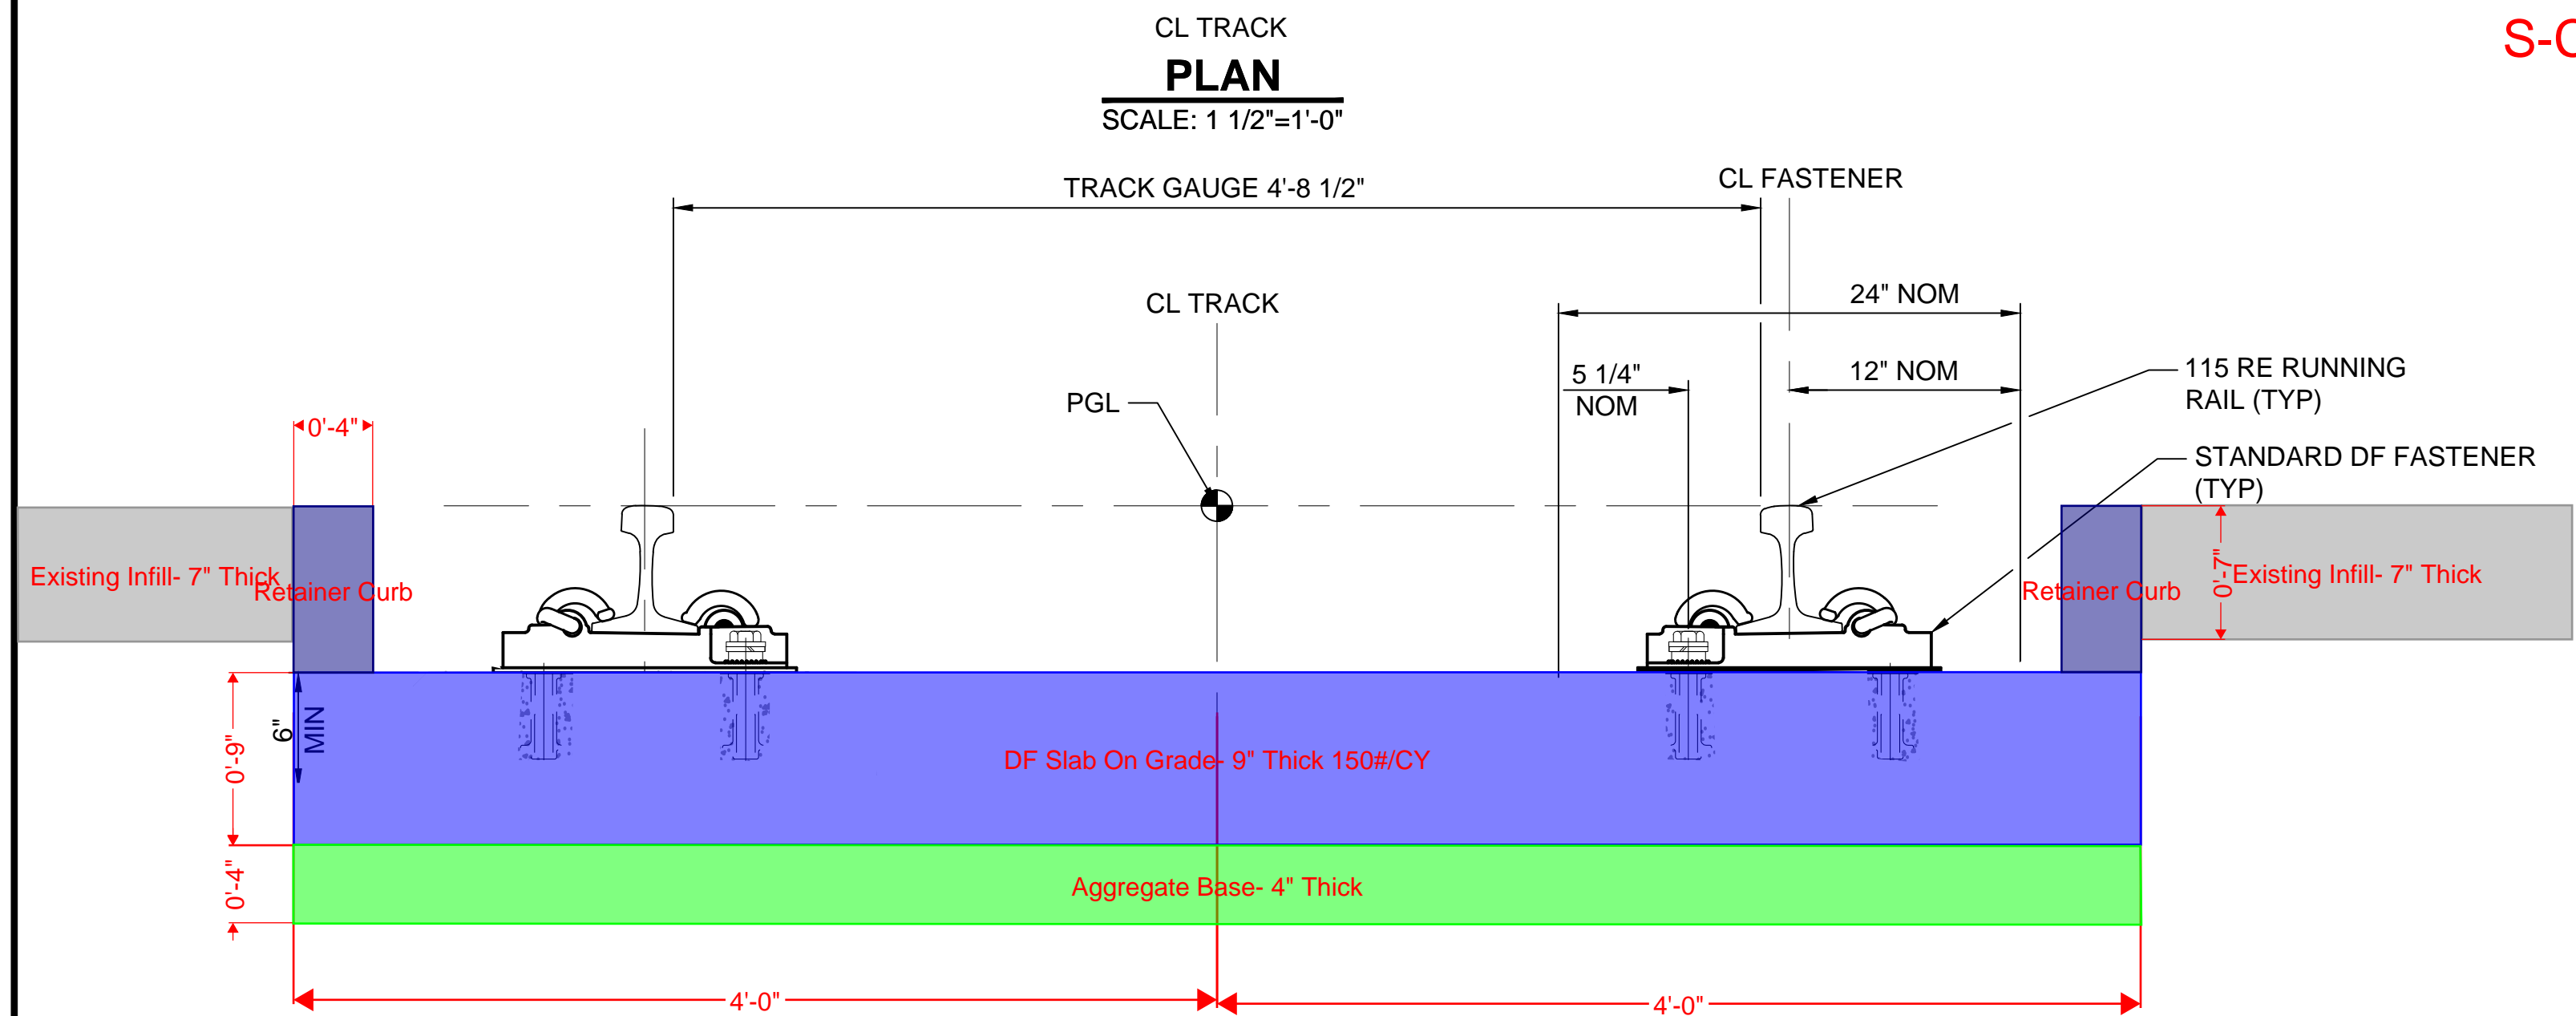 CL TRACK
PLAN
SCALE: 1 1/2"=1'-0"
TRACK GAUGE 4'-8 1/2"
CL FASTENER
CL TRACK
24" NOM
5 1/4"
NOM
12" NOM
115 RE RUNNING
RAIL (TYP)
PGL
0'-4"
STANDARD DF FASTENER
(TYP)
Existing Infill- 7" Thick
Retainer Curb
Retainer Curb
0'-7"
Existing Infill- 7" Thick
0'-9"
6"
MIN
DF Slab On Grade- 9" Thick 150#/CY
0'-4"
Aggregate Base- 4" Thick
4'-0"
4'-0"